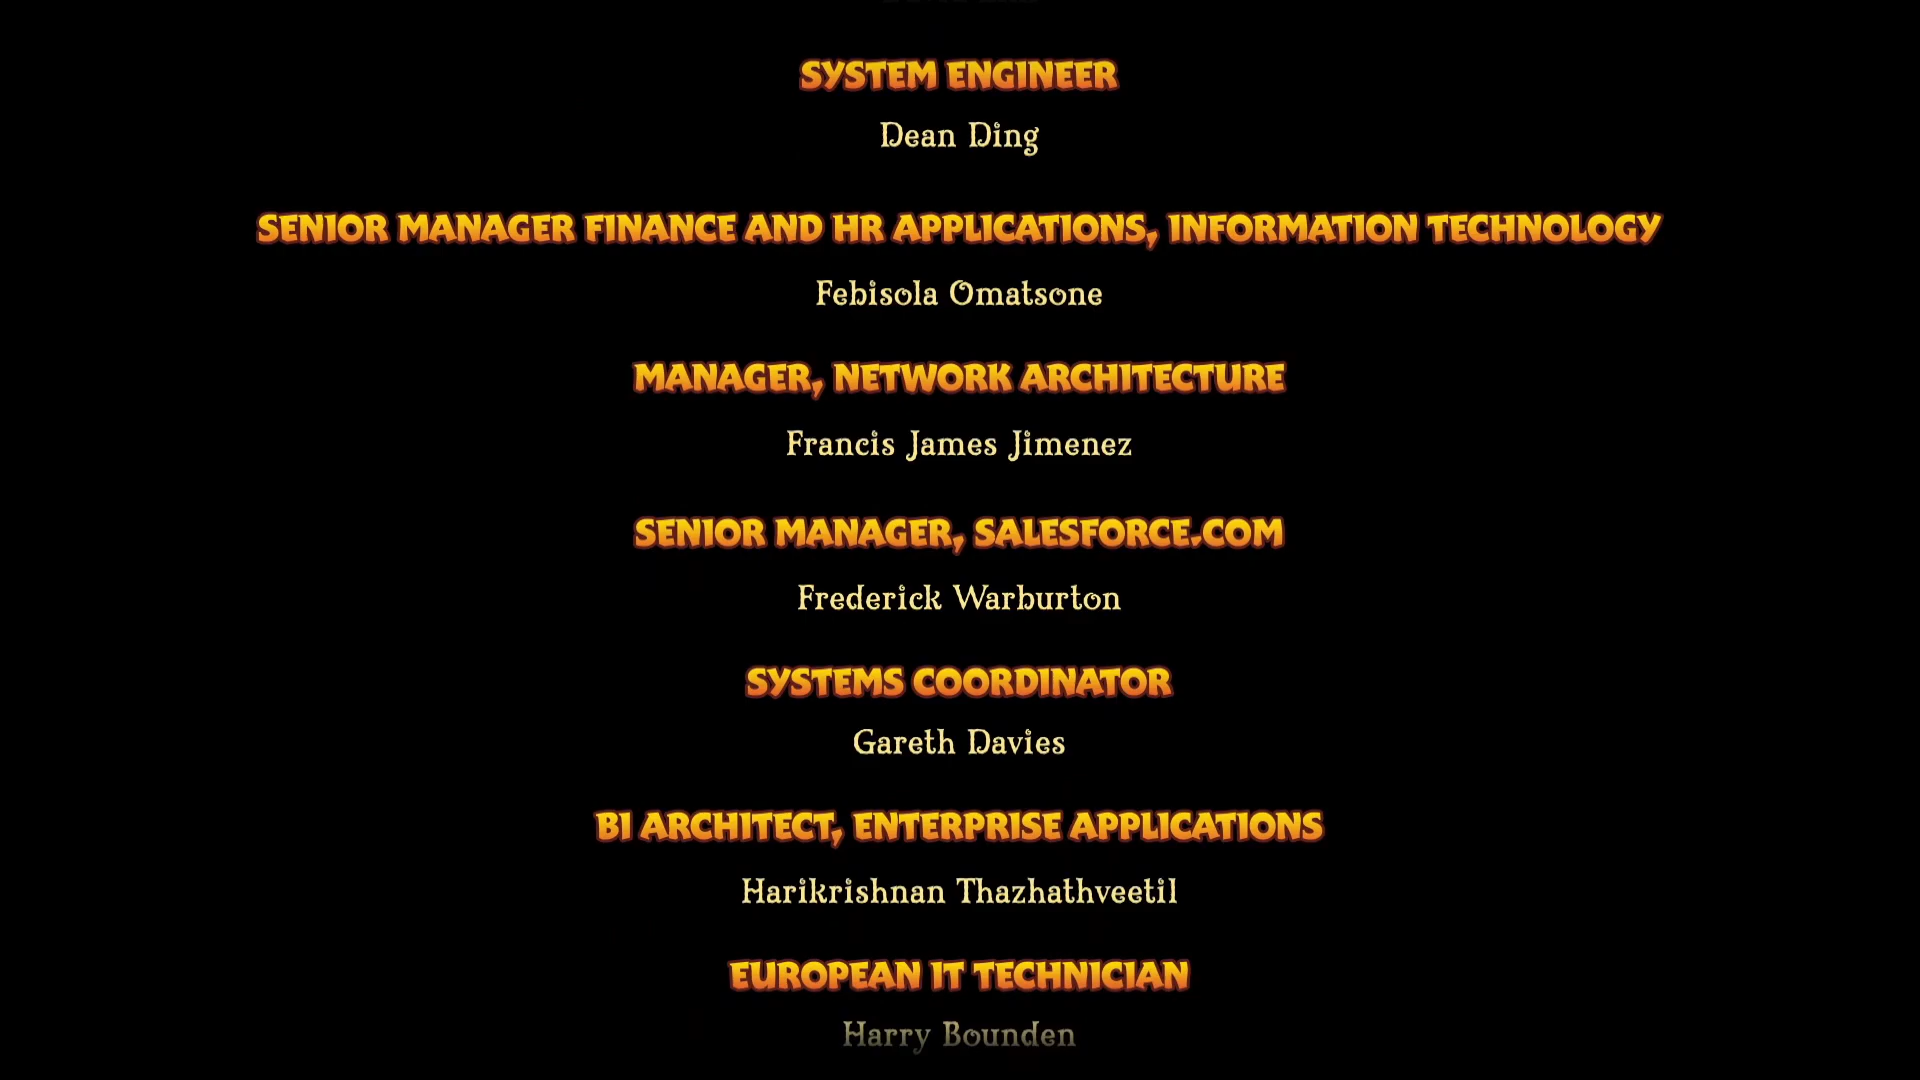 SYSTEM ENGINEER
Dean Ding
SENIOR MANAGER FINANCE AND HR APPLICATIONS, INFORMATION TECHNOLOGY
Febisola Omatsone
MANAGER, NETWORK ARCHITECTURE
Francis James Jimenez
SENIOR MANAGER, SALESFORCE.COM
Frederick Warburton
SYSTEMS COORDINATOR
Gareth Davies
BI ARCHITECT, ENTERPRISE APPLICATIONS
Harikrishnan Thazhathveetil
EUROPEAN IT TECHNICIAN
Harry Bounden